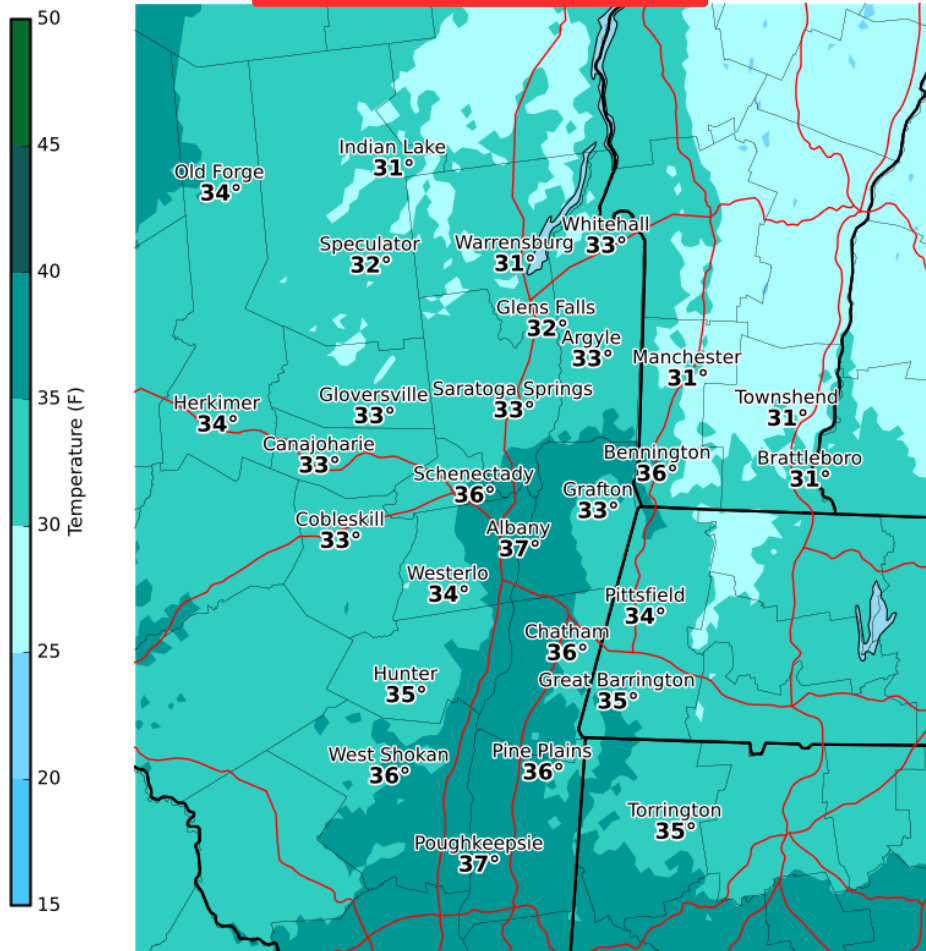 50
45
40
35
30
25
20
15
Temperature (F)
Indian Lake
31°
Old Forge
34°
Whitehall
33°
Speculator
32°
Warrensburg
31°
Glens Falls
32°
Argyle
33°
Manchester
31°
Gloversville
33°
Saratoga Springs
33°
Townshend
31°
Herkimer
34°
Canajoharie
33°
Bennington
36°
Brattleboro
31°
Schenectady
36°
Grafton
33°
Cobleskill
33°
Albany
37°
Westerlo
34°
Pittsfield
34°
Chatham
36°
Hunter
35°
Great Barrington
35°
West Shokan
36°
Pine Plains
36°
Torrington
35°
Poughkeepsie
37°